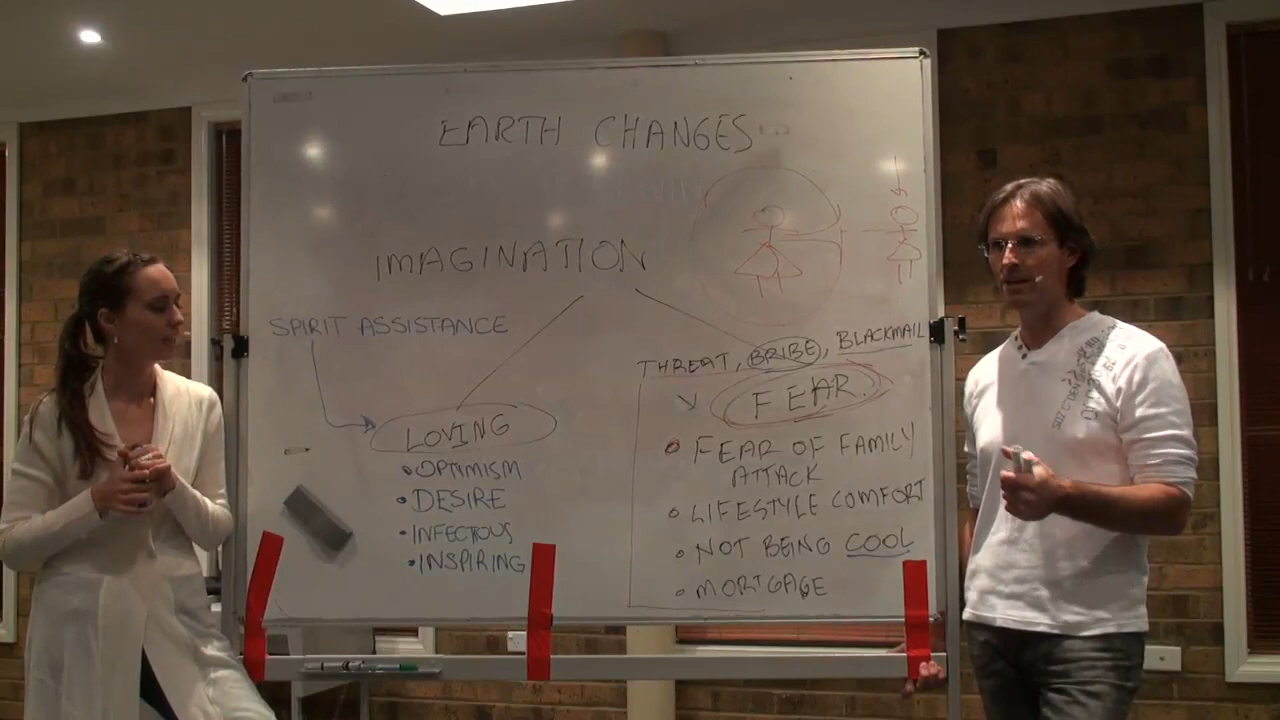 EARTH CHANGES
IMAGINATION
SPIRIT ASSISTANCE
LOVING
•OPTIMISM
•DESIRE
•INFECTIOUS
•INSPIRING
THREAT, BRIBE, BLACKMAIL
FEAR.
• FEAR OF FAMILY
ATTACK
• LIFESTYLE COMFORT
• NOT BEING COOL
• MORTGAGE